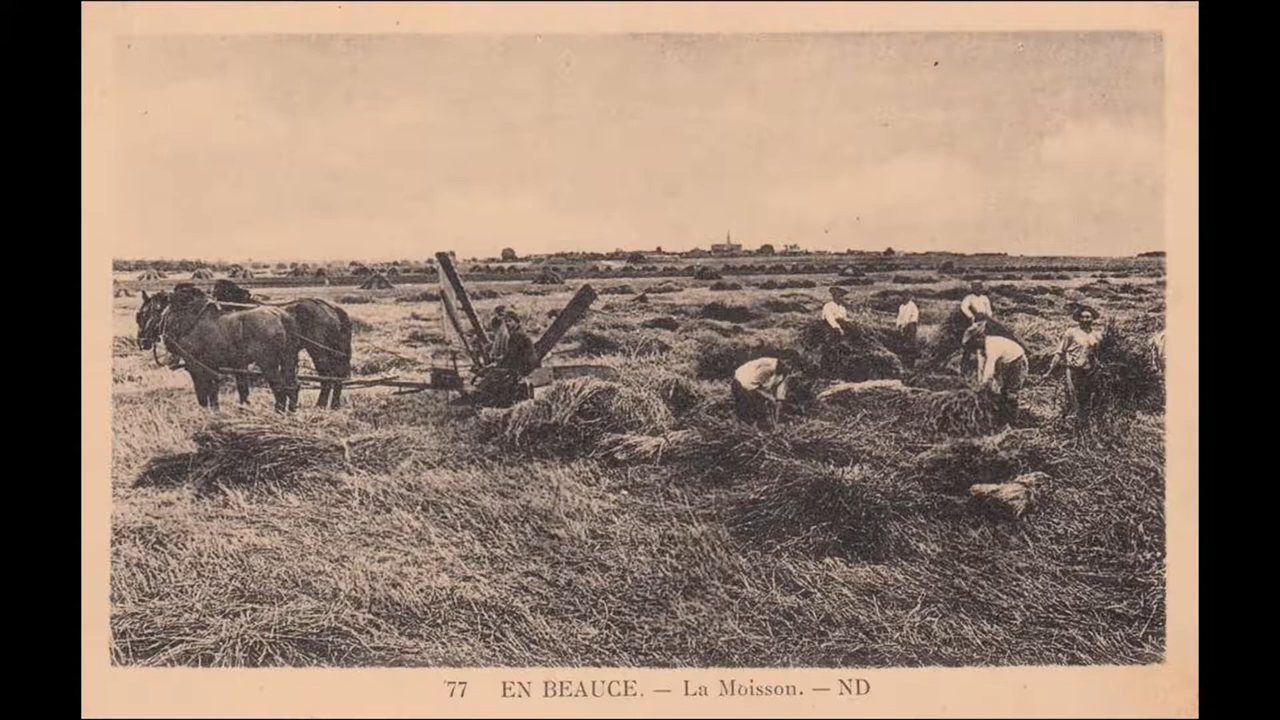 77 EN BEAUCE. — La Moisson. — ND